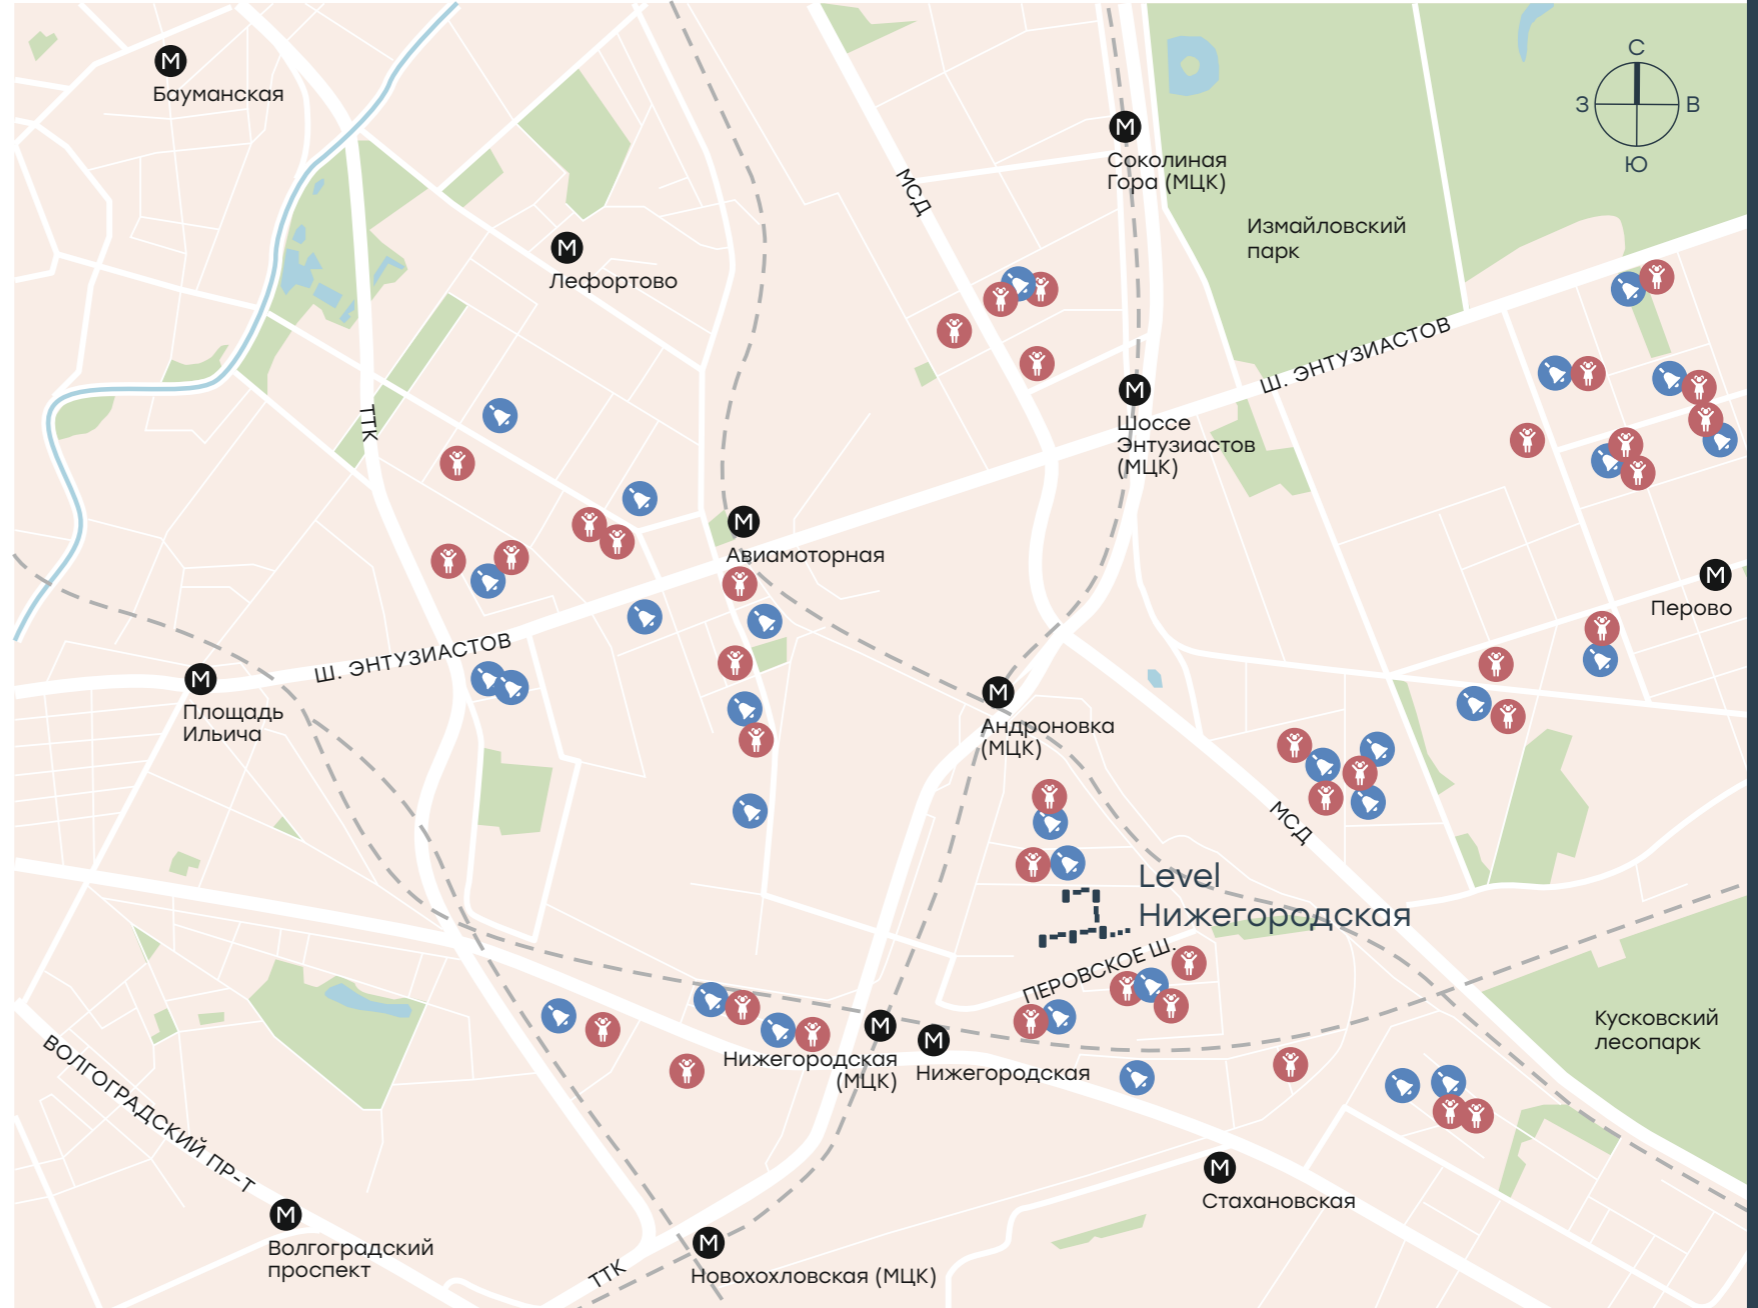 М
Бауманская
С
З
В
Ю
М
Соколиная
Гора (МЦК)
МСД
Измайловский
парк
М
Лефортово
Ш. ЭНТУЗИАСТОВ
М
Шоссе
Энтузиастов
(МЦК)
ТТК
М
Авиамоторная
М
Перово
Ш. ЭНТУЗИАСТОВ
М
Площадь
Ильича
М
Андроновка
(МЦК)
МСД
Level
Нижегородская
ПЕРОВСКОЕ Ш.
М
Нижегородская
(МЦК)
М
Нижегородская
Кусковский
лесопарк
ВОЛГОГРАДСКИЙ ПР-Т
М
Стахановская
М
Волгоградский
проспект
ТТК
М
Новохохловская (МЦК)